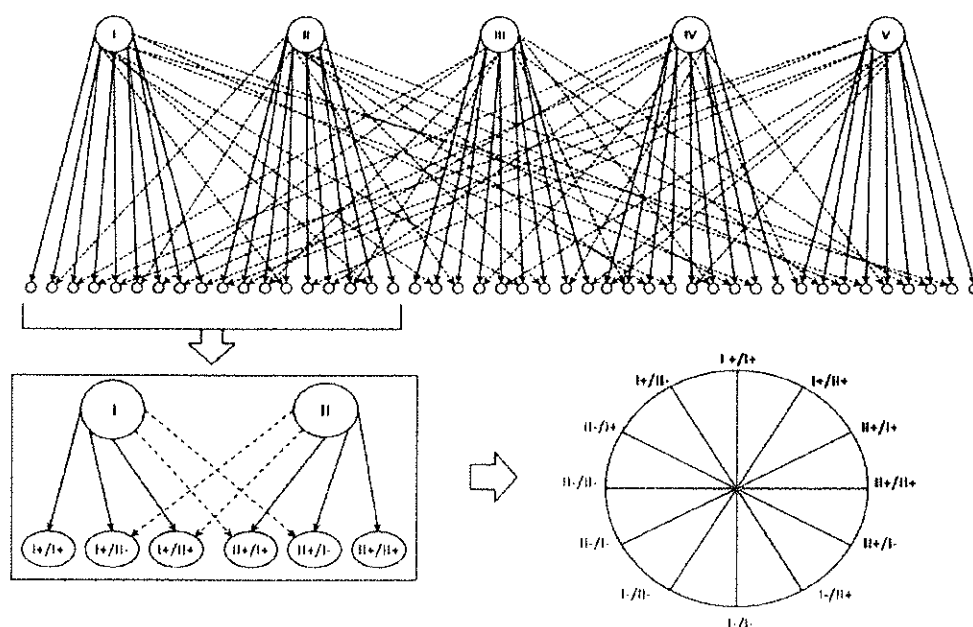 I II III IV V
I II
I+/I+ I+/II- I+/II+ II+/I+ II+/I- II+/II+
I+/I+
I+/II- I+/II+
II-/I+ II+/I+
II-/II- II+/II+
II-/I- II+/I-
I-/II- I-/II+
I-/I-